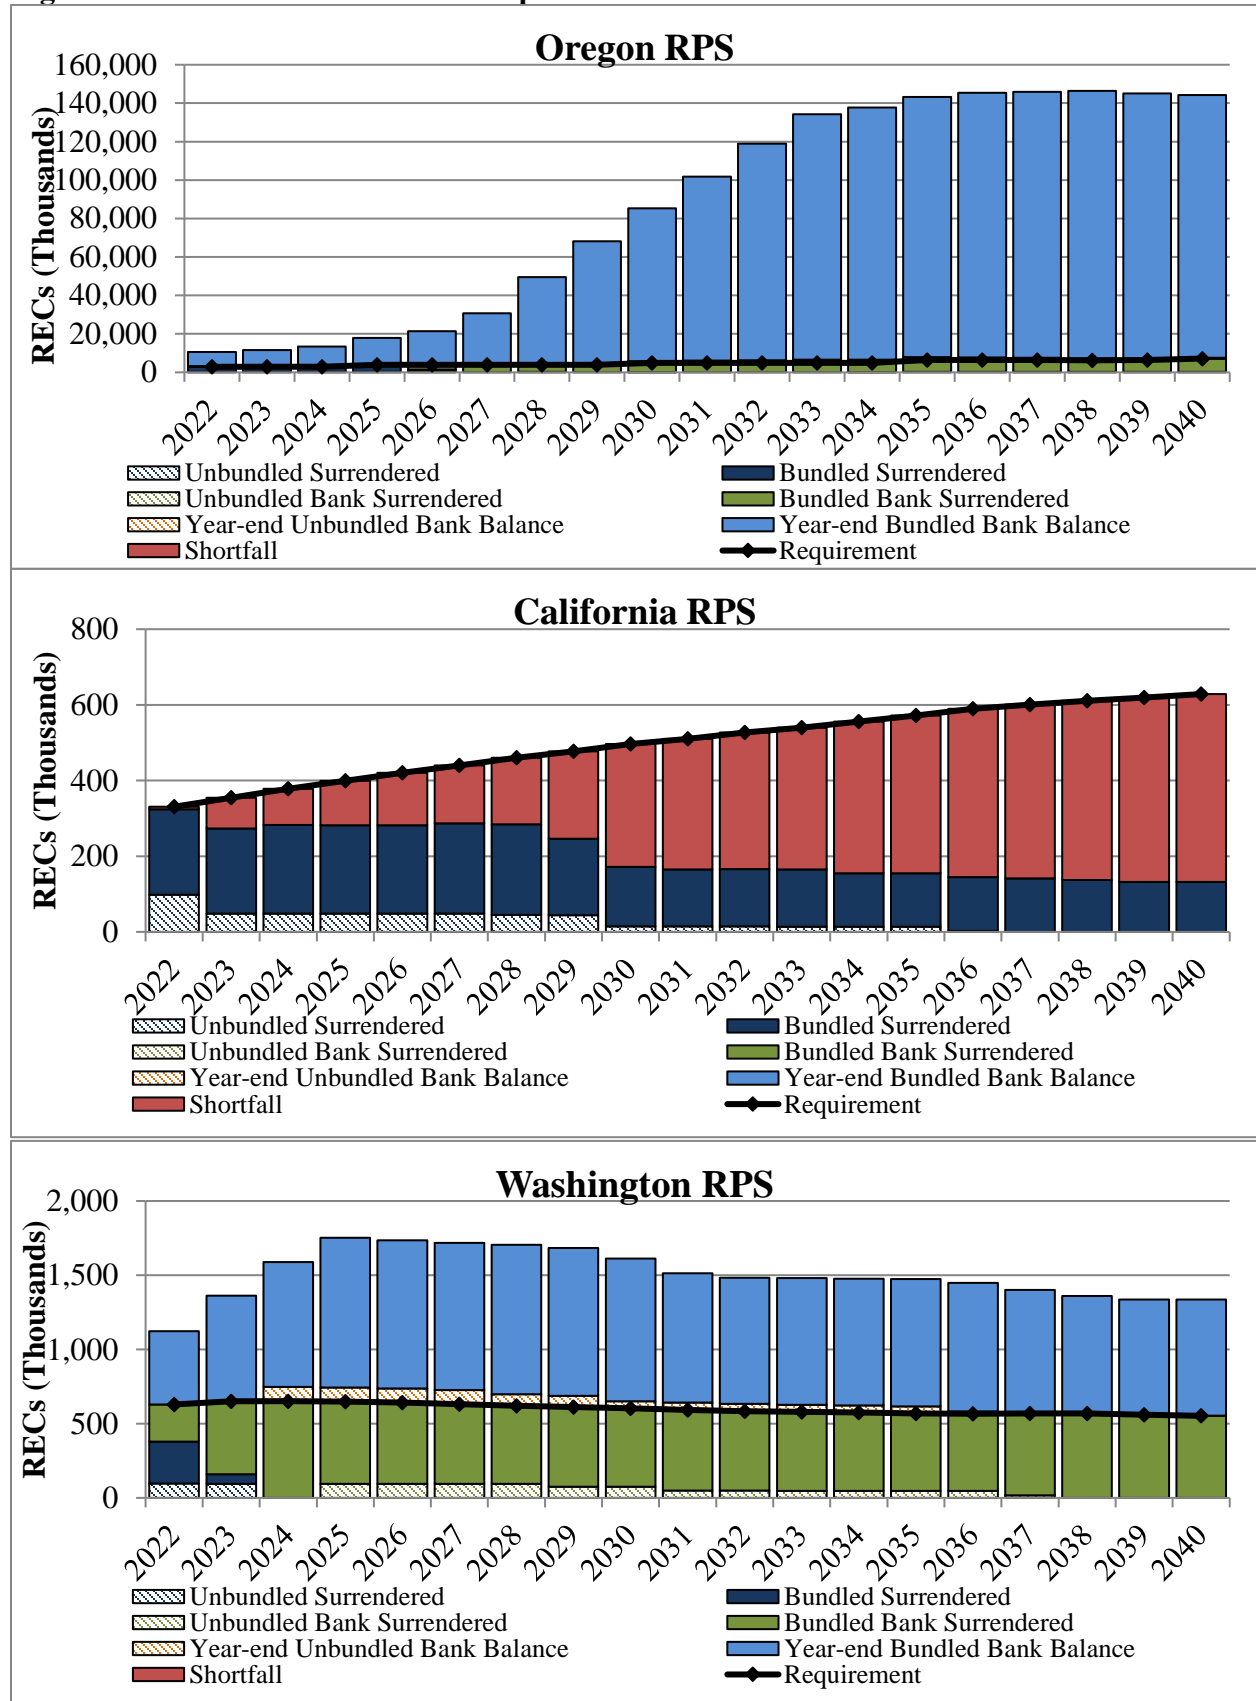 Oregon RPS
RECs (Thousands)
160,000
140,000
120,000
100,000
80,000
60,000
40,000
20,000
0
2022 2023 2024 2025 2026 2027 2028 2029 2030 2031 2032 2033 2034 2035 2036 2037 2038 2039 2040
Unbundled Surrendered Bundled Surrendered
Unbundled Bank Surrendered Bundled Bank Surrendered
Year-end Unbundled Bank Balance Year-end Bundled Bank Balance
Shortfall Requirement
California RPS
RECs (Thousands)
800
600
400
200
0
2022 2023 2024 2025 2026 2027 2028 2029 2030 2031 2032 2033 2034 2035 2036 2037 2038 2039 2040
Unbundled Surrendered Bundled Surrendered
Unbundled Bank Surrendered Bundled Bank Surrendered
Year-end Unbundled Bank Balance Year-end Bundled Bank Balance
Shortfall Requirement
Washington RPS
RECs (Thousands)
2,000
1,500
1,000
500
0
2022 2023 2024 2025 2026 2027 2028 2029 2030 2031 2032 2033 2034 2035 2036 2037 2038 2039 2040
Unbundled Surrendered Bundled Surrendered
Unbundled Bank Surrendered Bundled Bank Surrendered
Year-end Unbundled Bank Balance Year-end Bundled Bank Balance
Shortfall Requirement